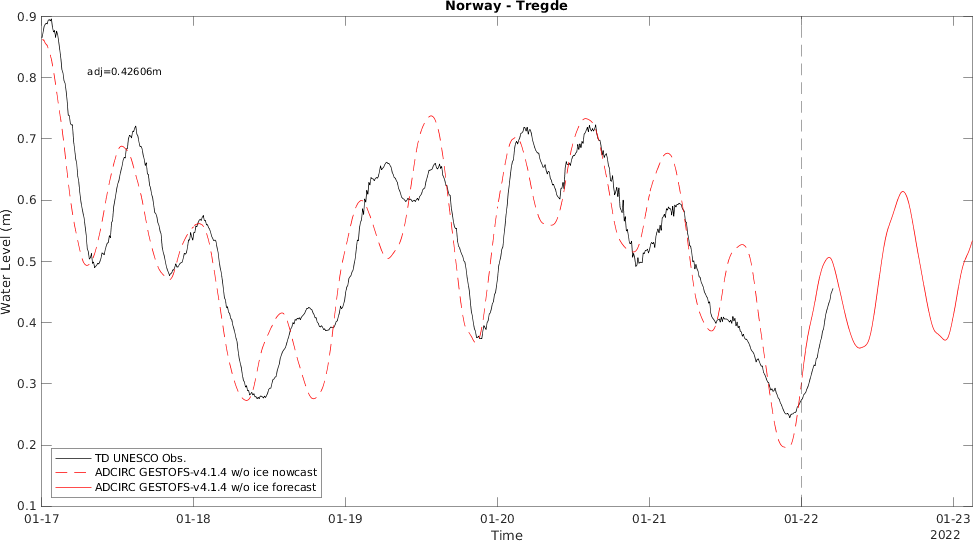 Norway - Tregde
0.9
0.8
0.7
0.6
0.5
0.4
0.3
0.2
0.1
Water Level (m)
adj=0.42606m
TD UNESCO Obs.
ADCIRC GESTOFS-v4.1.4 w/o ice nowcast
ADCIRC GESTOFS-v4.1.4 w/o ice forecast
01-17 01-18 01-19 01-20 01-21 01-22 01-23
Time
2022